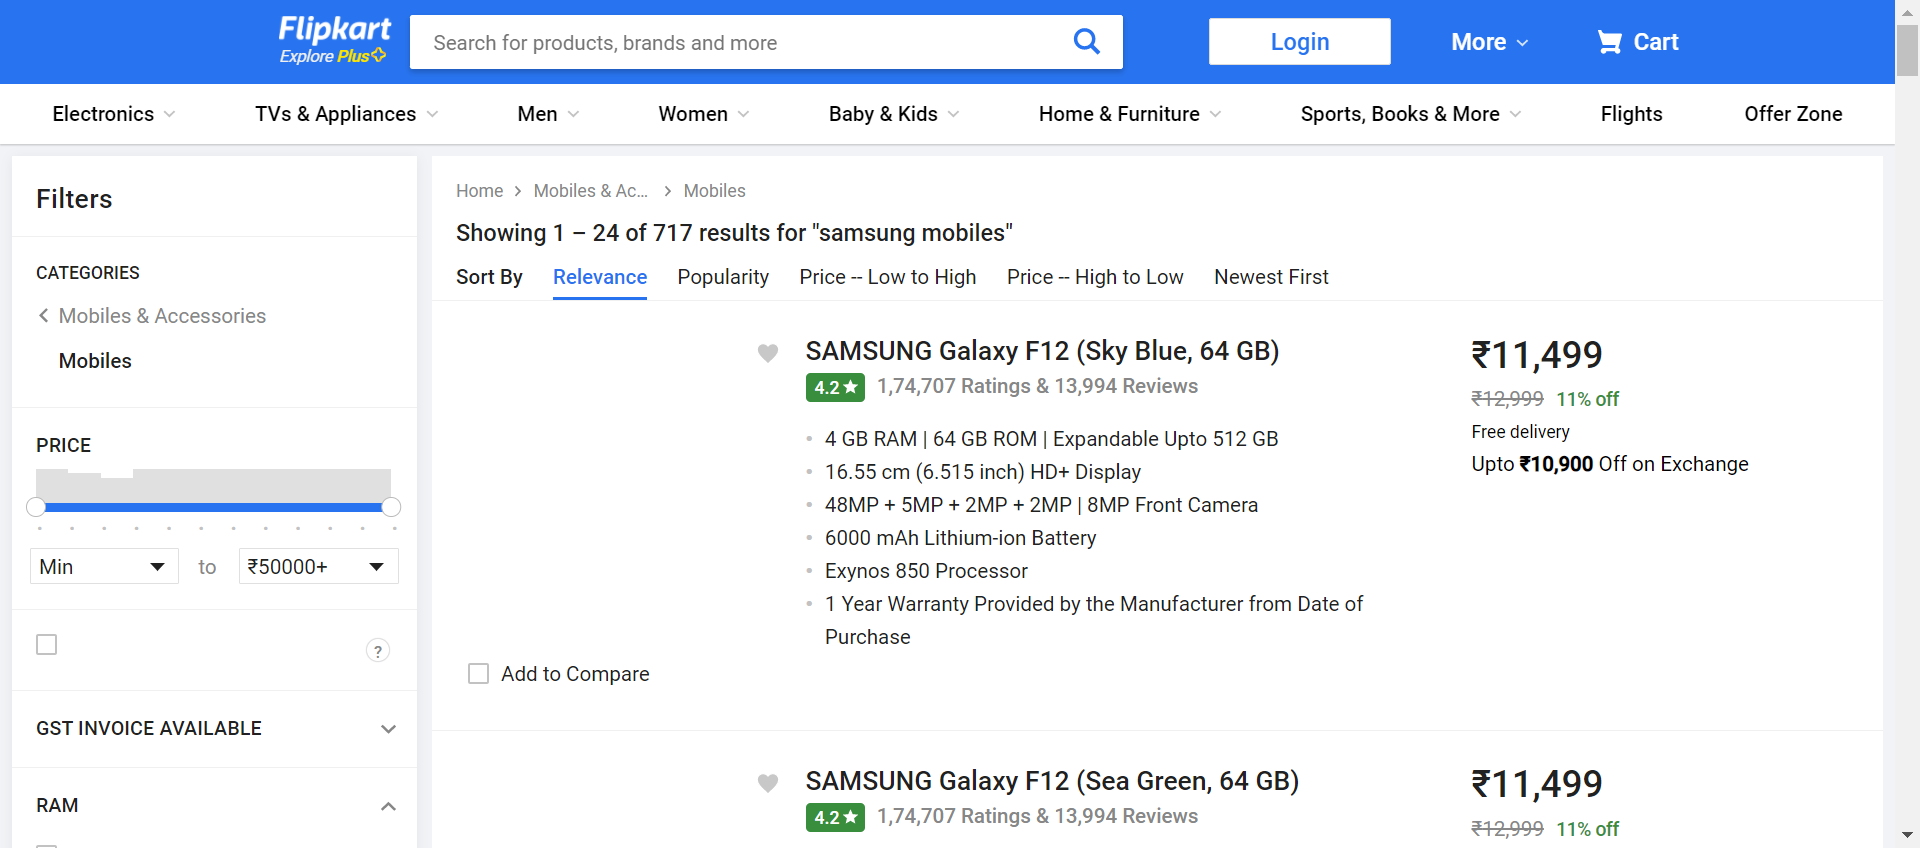 Flipkart
Explore Plus
Search for products, brands and more
Login
More
Cart
Electronics
TVs & Appliances
Men
Women
Baby & Kids
Home & Furniture
Sports, Books & More
Flights
Offer Zone
Filters
CATEGORIES
Mobiles & Accessories
Mobiles
PRICE
Min
to
₹50000+
?
GST INVOICE AVAILABLE
RAM
Home
Mobiles & Ac...
Mobiles
Showing 1 – 24 of 717 results for "samsung mobiles"
Sort By
Relevance
Popularity
Price -- Low to High
Price -- High to Low
Newest First
SAMSUNG Galaxy F12 (Sky Blue, 64 GB)
4.2★ 1,74,707 Ratings & 13,994 Reviews
4 GB RAM | 64 GB ROM | Expandable Upto 512 GB
16.55 cm (6.515 inch) HD+ Display
48MP + 5MP + 2MP + 2MP | 8MP Front Camera
6000 mAh Lithium-ion Battery
Exynos 850 Processor
1 Year Warranty Provided by the Manufacturer from Date of
Purchase
₹11,499
₹12,999 11% off
Free delivery
Upto ₹10,900 Off on Exchange
Add to Compare
SAMSUNG Galaxy F12 (Sea Green, 64 GB)
4.2★ 1,74,707 Ratings & 13,994 Reviews
₹11,499
₹12,999 11% off